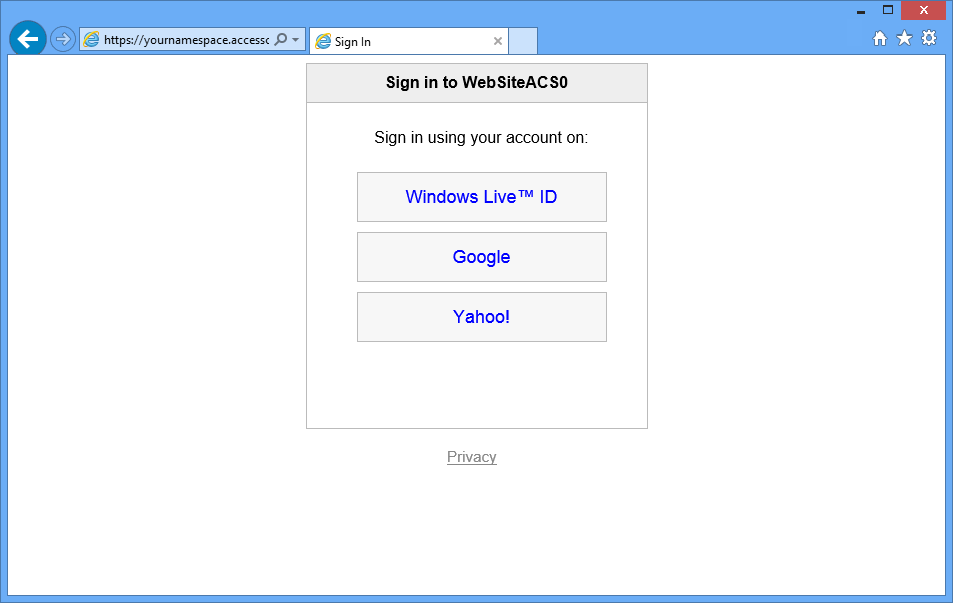 https://yournamespace.accessc
Sign In
Sign in to WebSiteACS0
Sign in using your account on:
Windows Live™ ID
Google
Yahoo!
Privacy